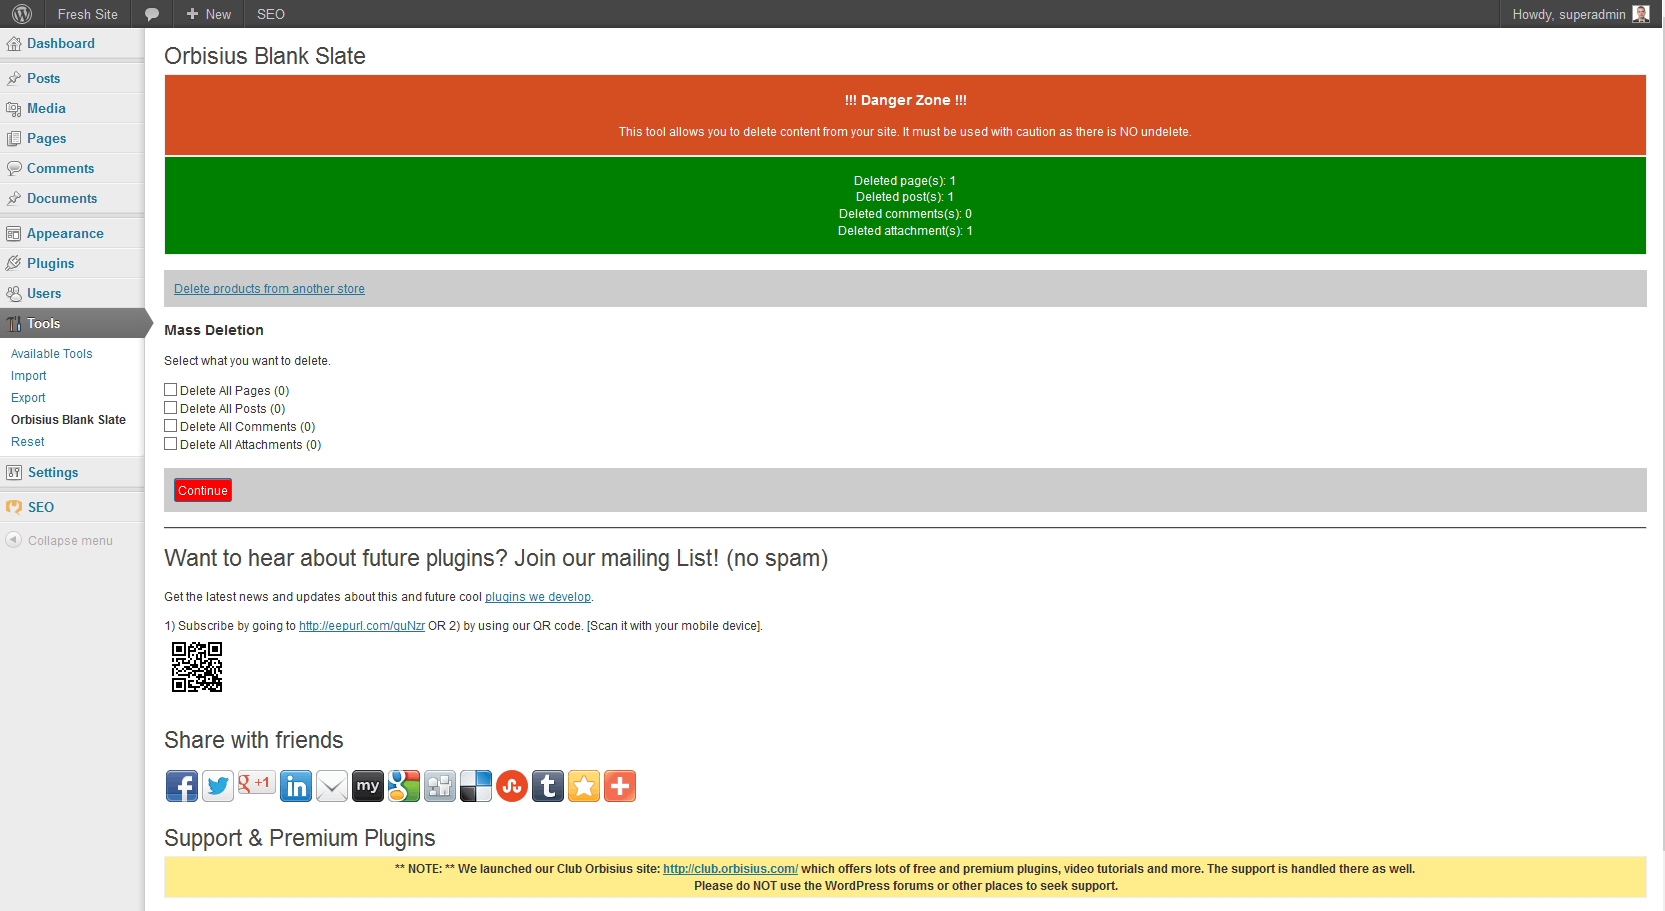 Fresh Site
New
SEO
Howdy, superadmin
Dashboard
Posts
Media
Pages
Comments
Documents
Appearance
Plugins
Users
Tools
Available Tools
Import
Export
Orbisius Blank Slate
Reset
Settings
SEO
Collapse menu
Orbisius Blank Slate
!!! Danger Zone !!!
This tool allows you to delete content from your site. It must be used with caution as there is NO undelete.
Deleted page(s): 1
Deleted post(s): 1
Deleted comments(s): 0
Deleted attachment(s): 1
Delete products from another store
Mass Deletion
Select what you want to delete.
Delete All Pages (0)
Delete All Posts (0)
Delete All Comments (0)
Delete All Attachments (0)
Continue
Want to hear about future plugins? Join our mailing List! (no spam)
Get the latest news and updates about this and future cool plugins we develop.
1) Subscribe by going to http://eepurl.com/guNzr OR 2) by using our QR code. [Scan it with your mobile device].
Share with friends
f
g +1
in
my
g
t
Support & Premium Plugins
** NOTE: ** We launched our Club Orbisius site: http://club.orbisius.com/ which offers lots of free and premium plugins, video tutorials and more. The support is handled there as well.
Please do NOT use the WordPress forums or other places to seek support.